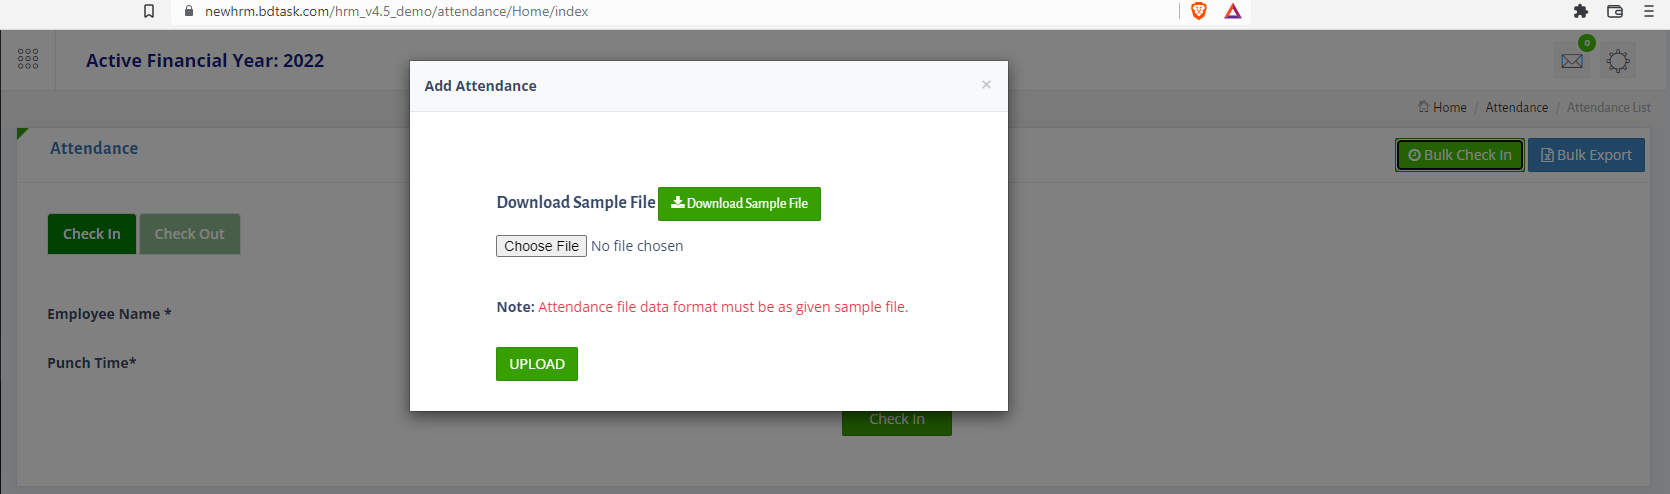 newhrm.bdtask.com/hrm_v4.5_demo/attendance/Home/index
Active Financial Year: 2022
0
Add Attendance
×
Home / Attendance / Attendance List
Attendance
Bulk Check In
Bulk Export
Download Sample File
Download Sample File
Check In
Check Out
Choose File No file chosen
Employee Name *
Note: Attendance file data format must be as given sample file.
Punch Time*
UPLOAD
Check In